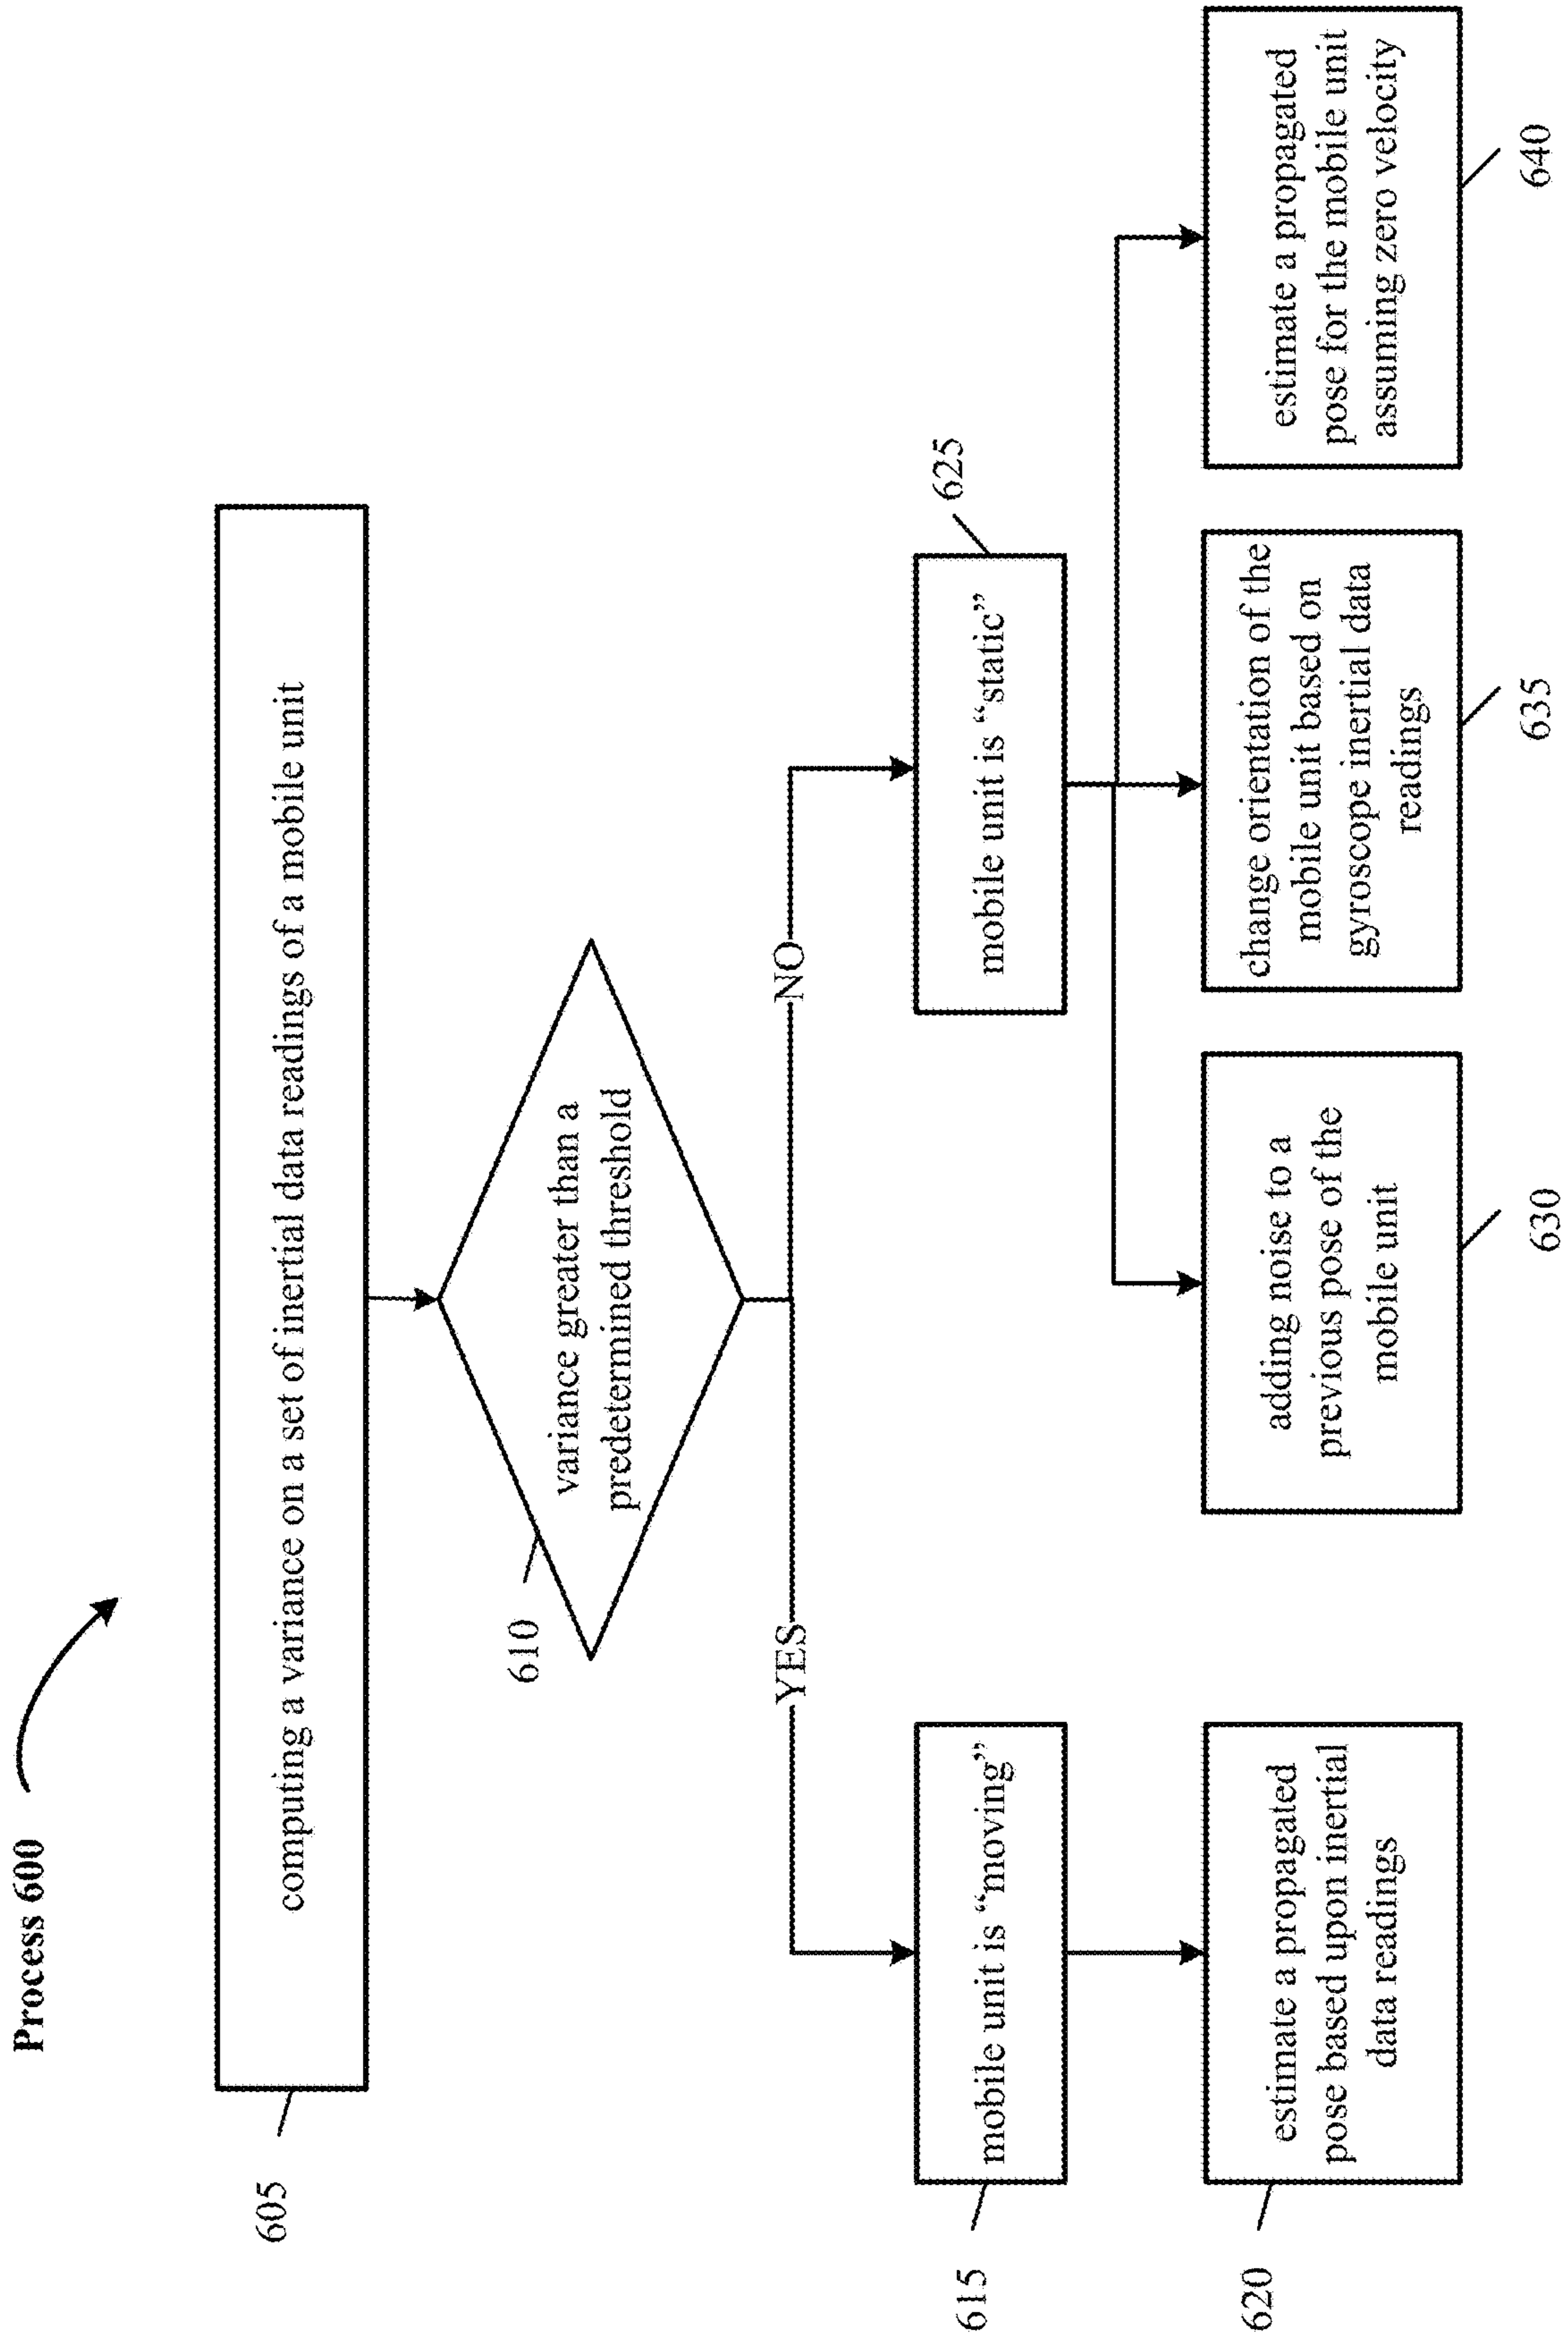 Process 600
605
computing a variance on a set of inertial data readings of a mobile unit
610
variance greater than a
predetermined threshold
YES
NO
615
mobile unit is “moving”
mobile unit is “static”
625
620
estimate a propagated
pose based upon inertial
data readings
adding noise to a
previous pose of the
mobile unit
630
change orientation of the
mobile unit based on
gyroscope inertial data
readings
635
estimate a propagated
pose for the mobile unit
assuming zero velocity
640